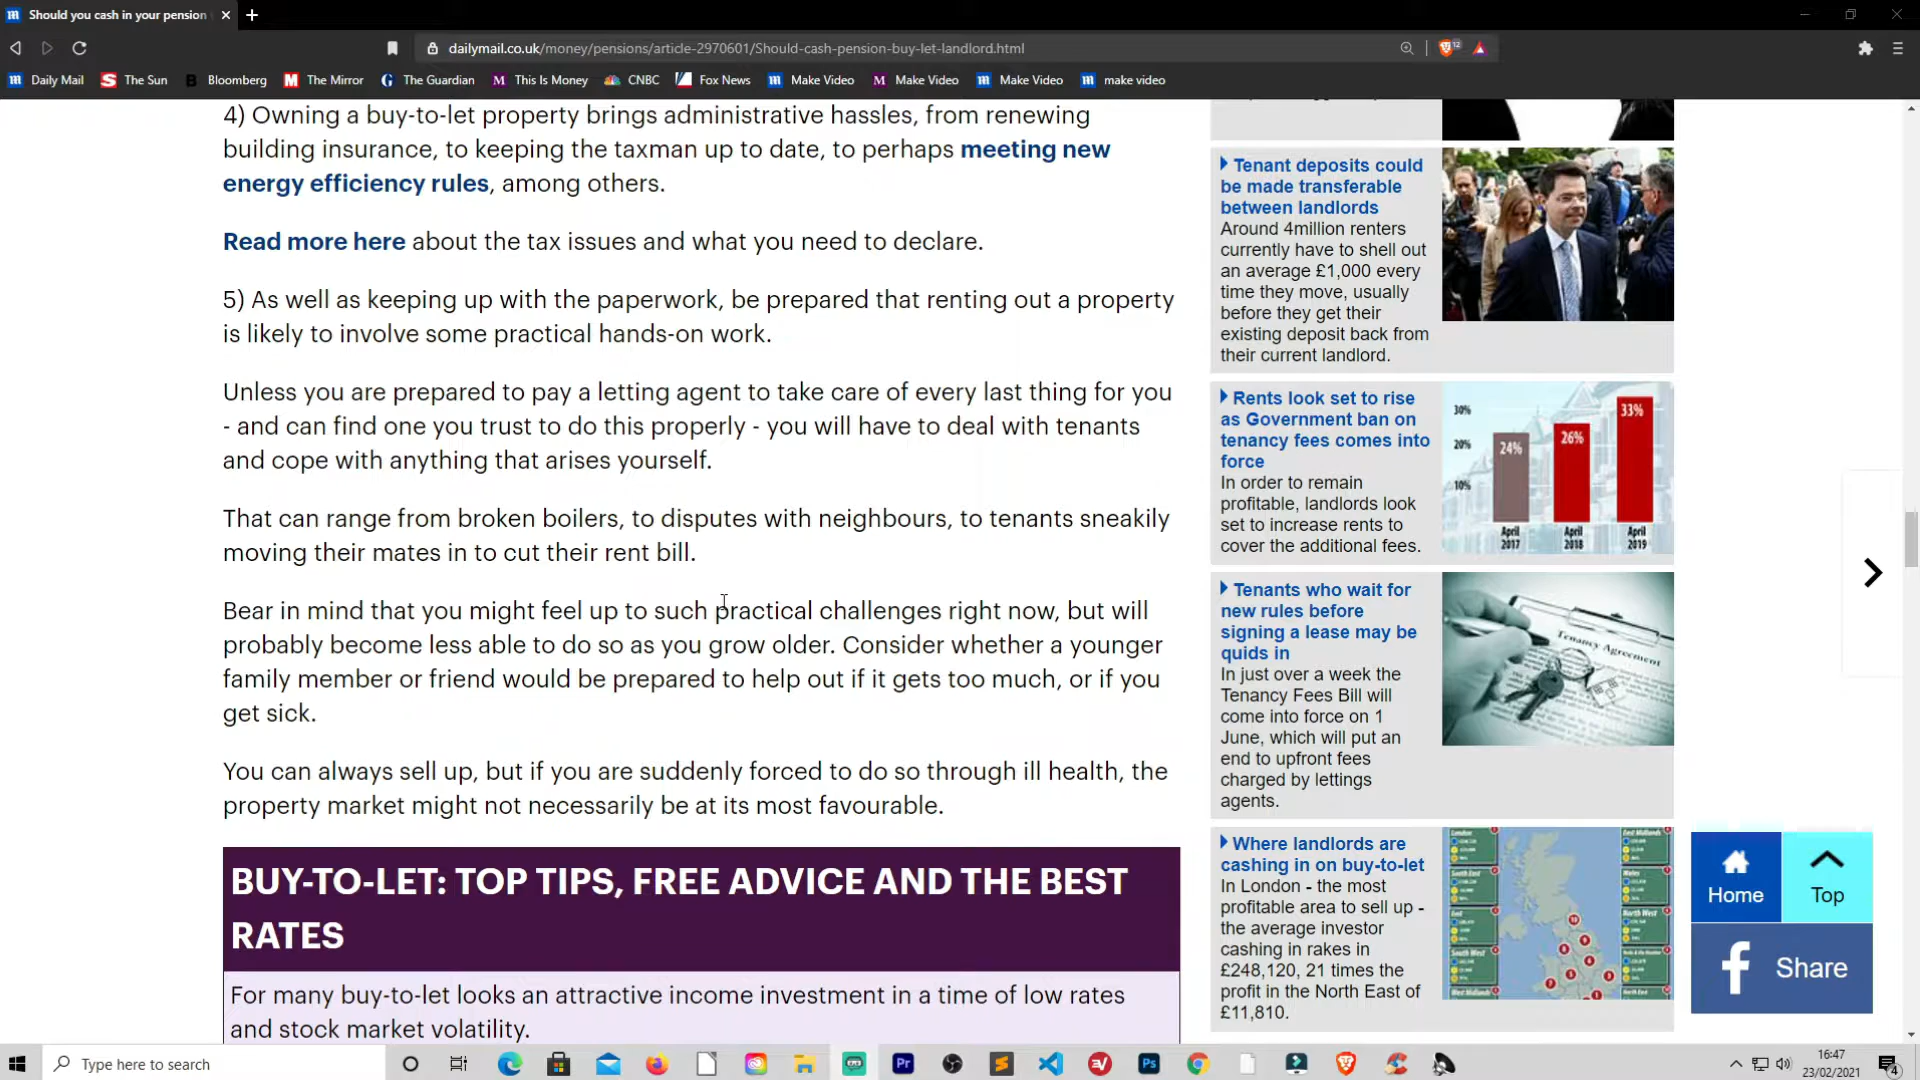 Should you cash in your pension
dailymail.co.uk/money/pensions/article-2970601/Should-cash-pension-buy-let-landlord.html
12
Daily Mail
The Sun
Bloomberg
The Mirror
The Guardian
This Is Money
CNBC
Fox News
Make Video
Make Video
Make Video
make video
4) Owning a buy-to-let property brings administrative hassles, from renewing
building insurance, to keeping the taxman up to date, to perhaps meeting new
energy efficiency rules, among others.
Read more here about the tax issues and what you need to declare.
5) As well as keeping up with the paperwork, be prepared that renting out a property
is likely to involve some practical hands-on work.
Unless you are prepared to pay a letting agent to take care of every last thing for you
- and can find one you trust to do this properly - you will have to deal with tenants
and cope with anything that arises yourself.
That can range from broken boilers, to disputes with neighbours, to tenants sneakily
moving their mates in to cut their rent bill.
Bear in mind that you might feel up to such practical challenges right now, but will
probably become less able to do so as you grow older. Consider whether a younger
family member or friend would be prepared to help out if it gets too much, or if you
get sick.
You can always sell up, but if you are suddenly forced to do so through ill health, the
property market might not necessarily be at its most favourable.
BUY-TO-LET: TOP TIPS, FREE ADVICE AND THE BEST
RATES
For many buy-to-let looks an attractive income investment in a time of low rates
and stock market volatility.
Tenant deposits could
be made transferable
between landlords
Around 4million renters
currently have to shell out
an average £1,000 every
time they move, usually
before they get their
existing deposit back from
their current landlord.
Rents look set to rise
as Government ban on
tenancy fees comes into
force
In order to remain
profitable, landlords look
set to increase rents to
cover the additional fees.
30%
20%
10%
24%
26%
33%
April
2017
April
2018
April
2019
Tenants who wait for
new rules before
signing a lease may be
quids in
In just over a week the
Tenancy Fees Bill will
come into force on 1
June, which will put an
end to upfront fees
charged by lettings
agents.
Tenancy Agreement
Where landlords are
cashing in on buy-to-let
In London - the most
profitable area to sell up -
the average investor
cashing in rakes in
£248,120, 21 times the
profit in the North East of
£11,810.
London
East Midlands
South East
Wales
East
North West
South West
Home
Top
Share
Type here to search
16:47
23/02/2021
4